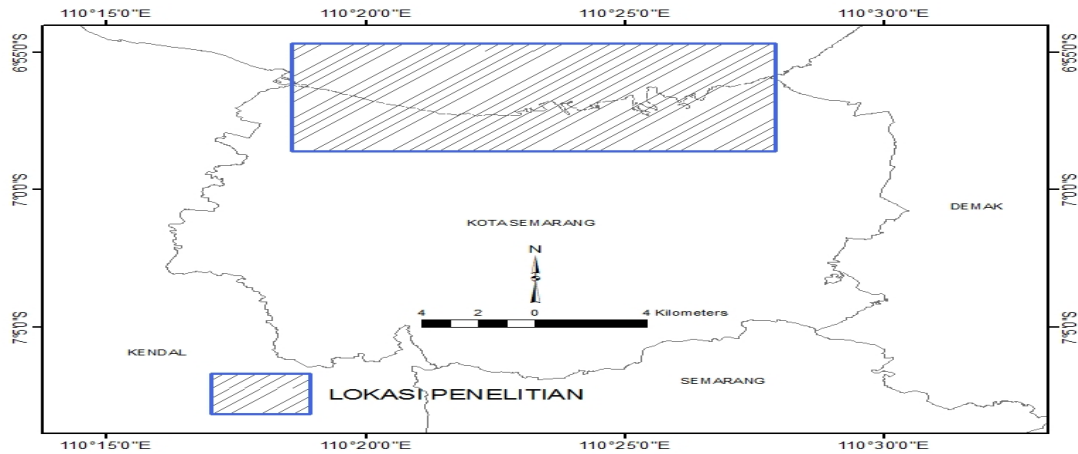 110°15'0"E 110°20'0"E 110°25'0"E 110°30'0"E
6°55'0"S 6°55'0"S
7°0'0"S 7°0'0"S
DEMAK
KOTA SEMARANG
N
4 2 0 4 Kilometers
7°5'0"S 7°5'0"S
KENDAL
SEMARANG
LOKASI PENELITIAN
110°15'0"E 110°20'0"E 110°25'0"E 110°30'0"E